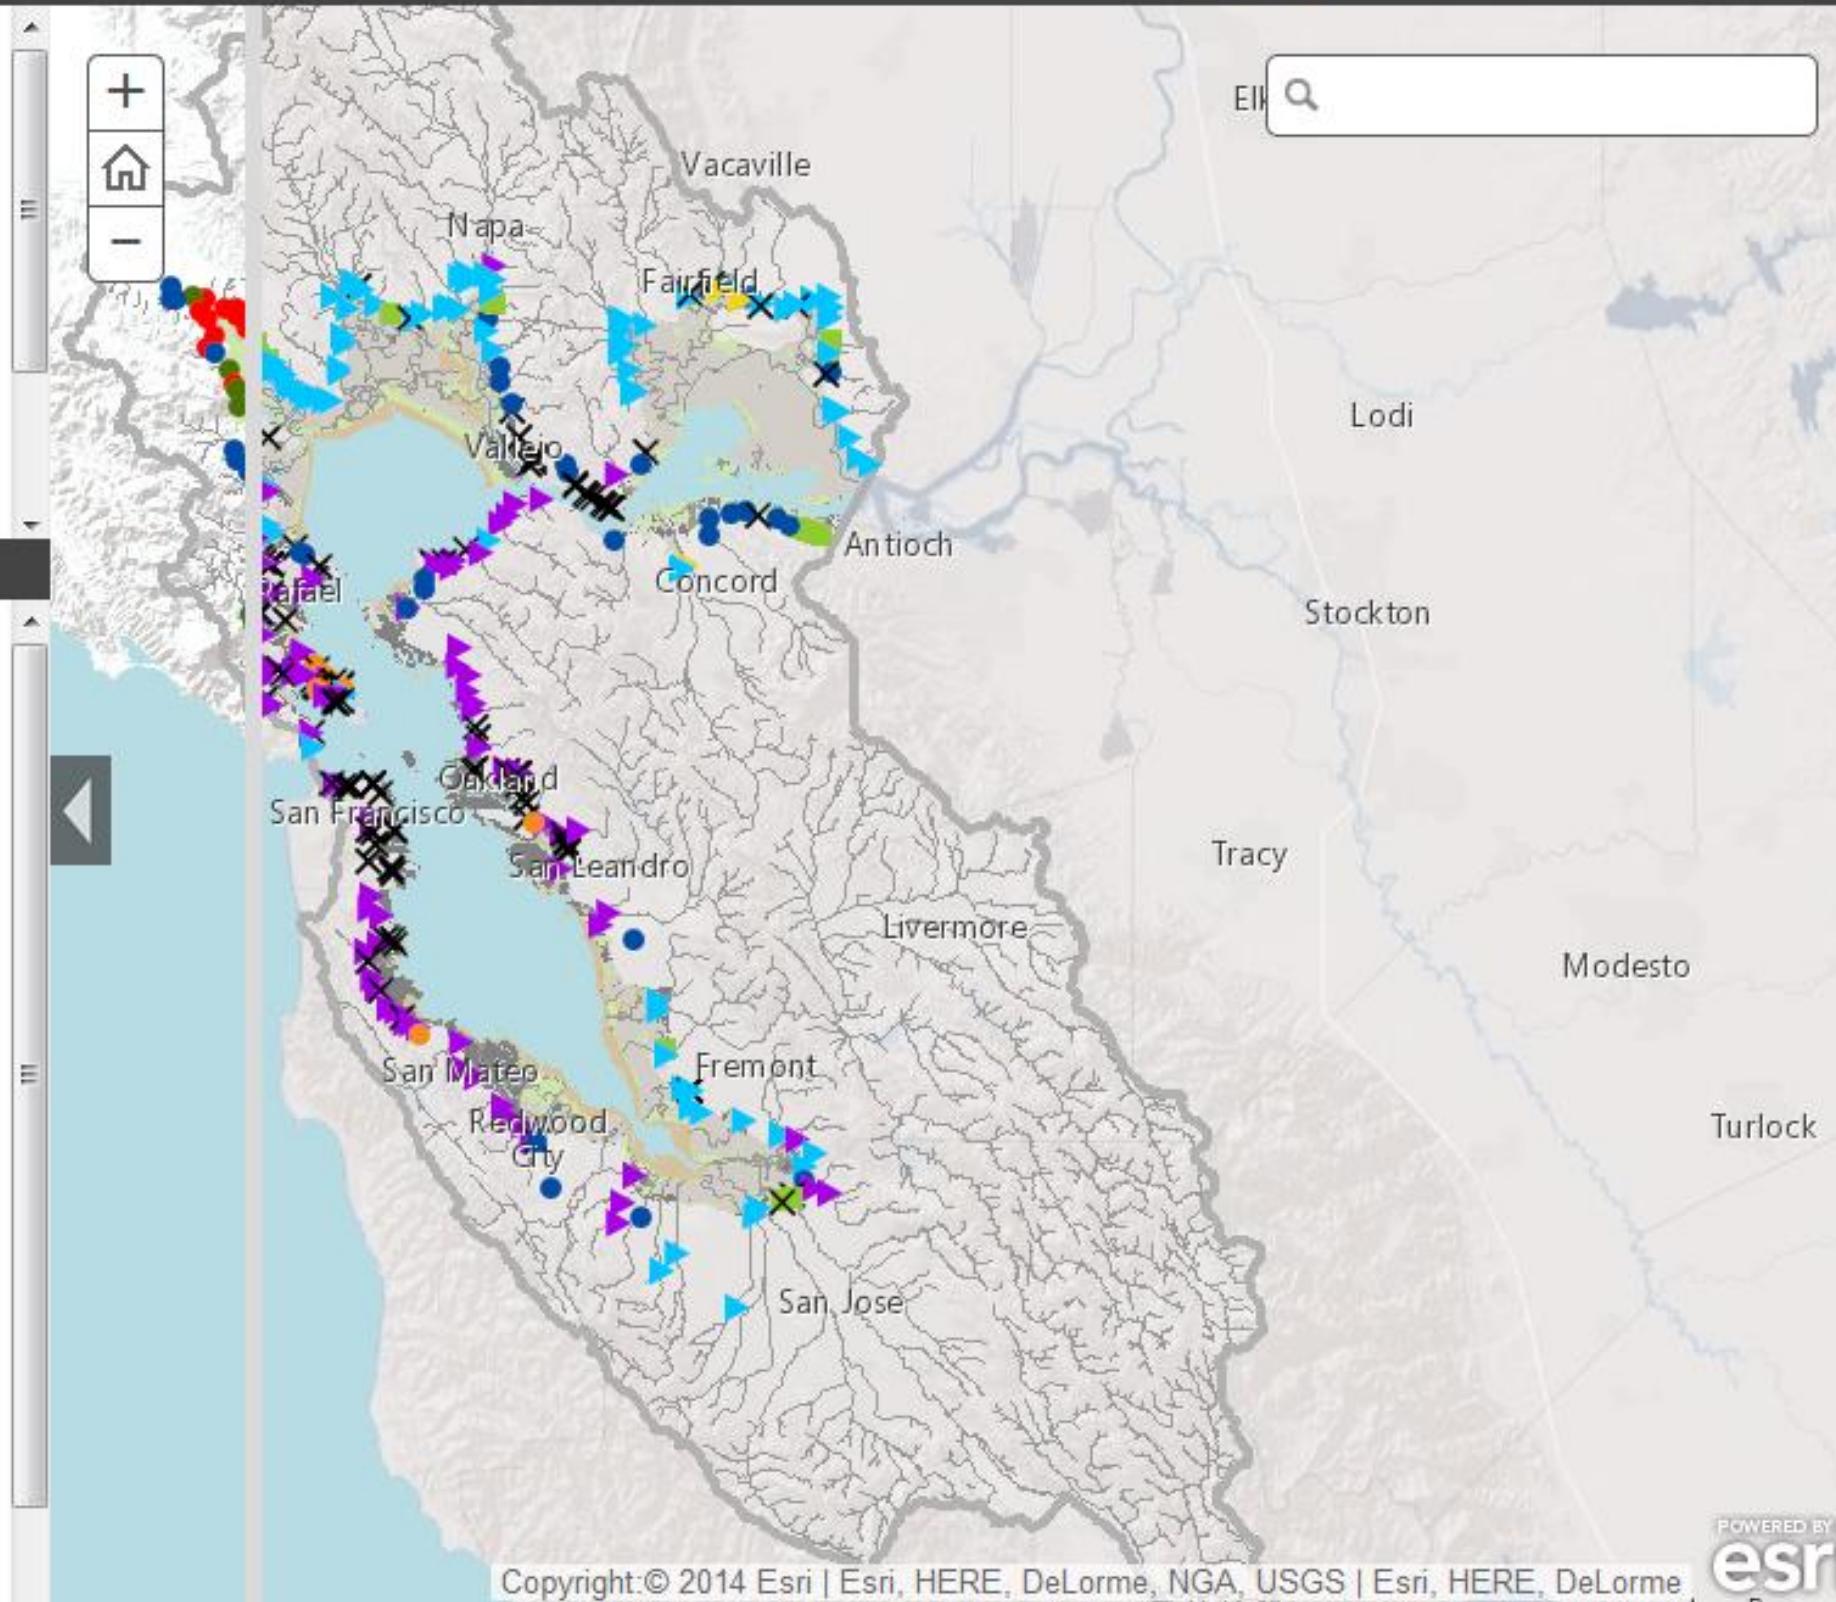 Elk
Vacaville
Napa
Fairfield
Lodi
Vallejo
Antioch
Concord
Rafael
Stockton
Oakland
San Francisco
San Leandro
Tracy
Livermore
Modesto
Fremont
San Mateo
Redwood
City
Turlock
San Jose
POWERED BY
esri
Copyright:© 2014 Esri | Esri, HERE, DeLorme, NGA, USGS | Esri, HERE, DeLorme